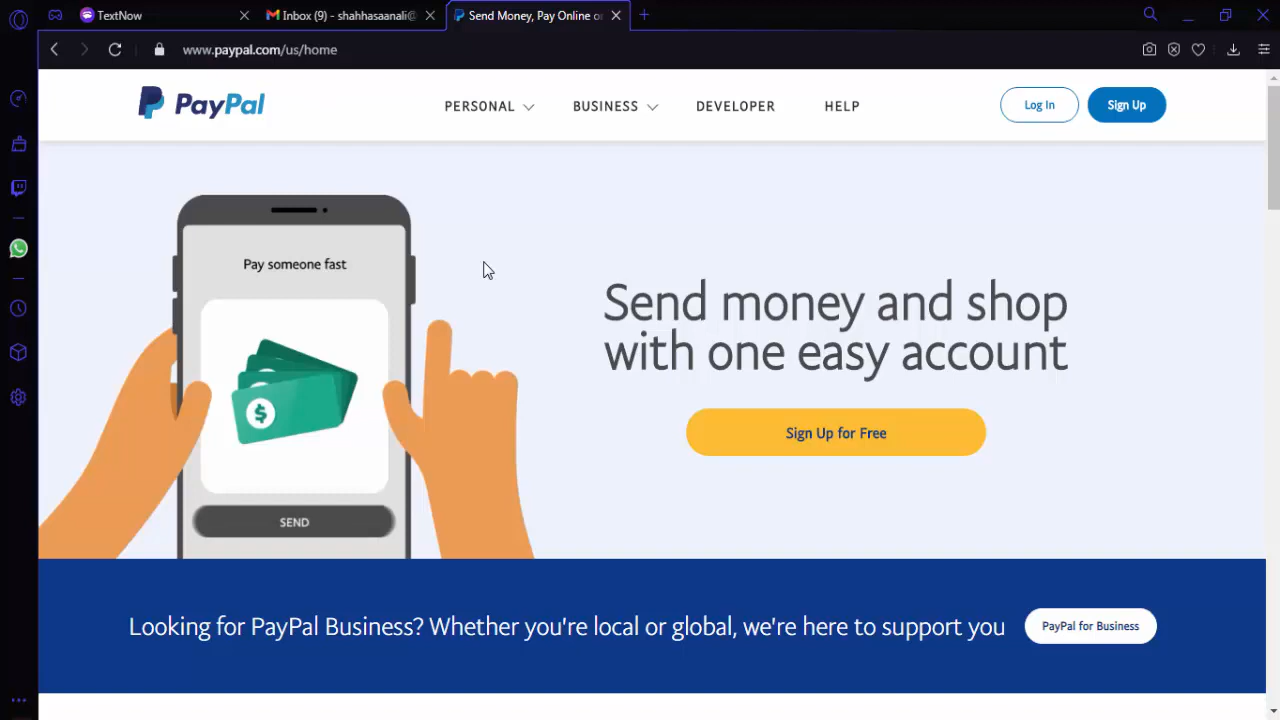 TextNow
Inbox (9) - shahhasaanali@
Send Money, Pay Online o
www.paypal.com/us/home
PayPal
PERSONAL
BUSINESS
DEVELOPER
HELP
Log In
Sign Up
Pay someone fast
$
SEND
Send money and shop
with one easy account
Sign Up for Free
Looking for PayPal Business? Whether you're local or global, we're here to support you
PayPal for Business